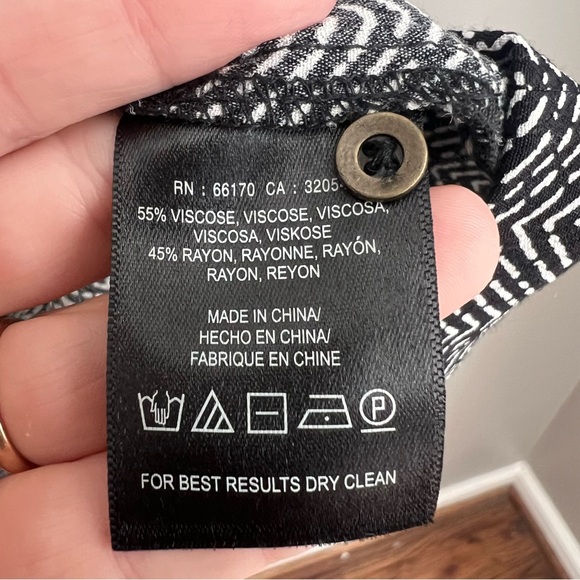 RN : 66170 CA : 3205
55% VISCOSE, VISCOSE, VISCOSA,
VISCOSA, VISKOSE
45% RAYON, RAYONNE, RAYÓN,
RAYON, REYON
MADE IN CHINA/
HECHO EN CHINA/
FABRIQUE EN CHINE
P
FOR BEST RESULTS DRY CLEAN